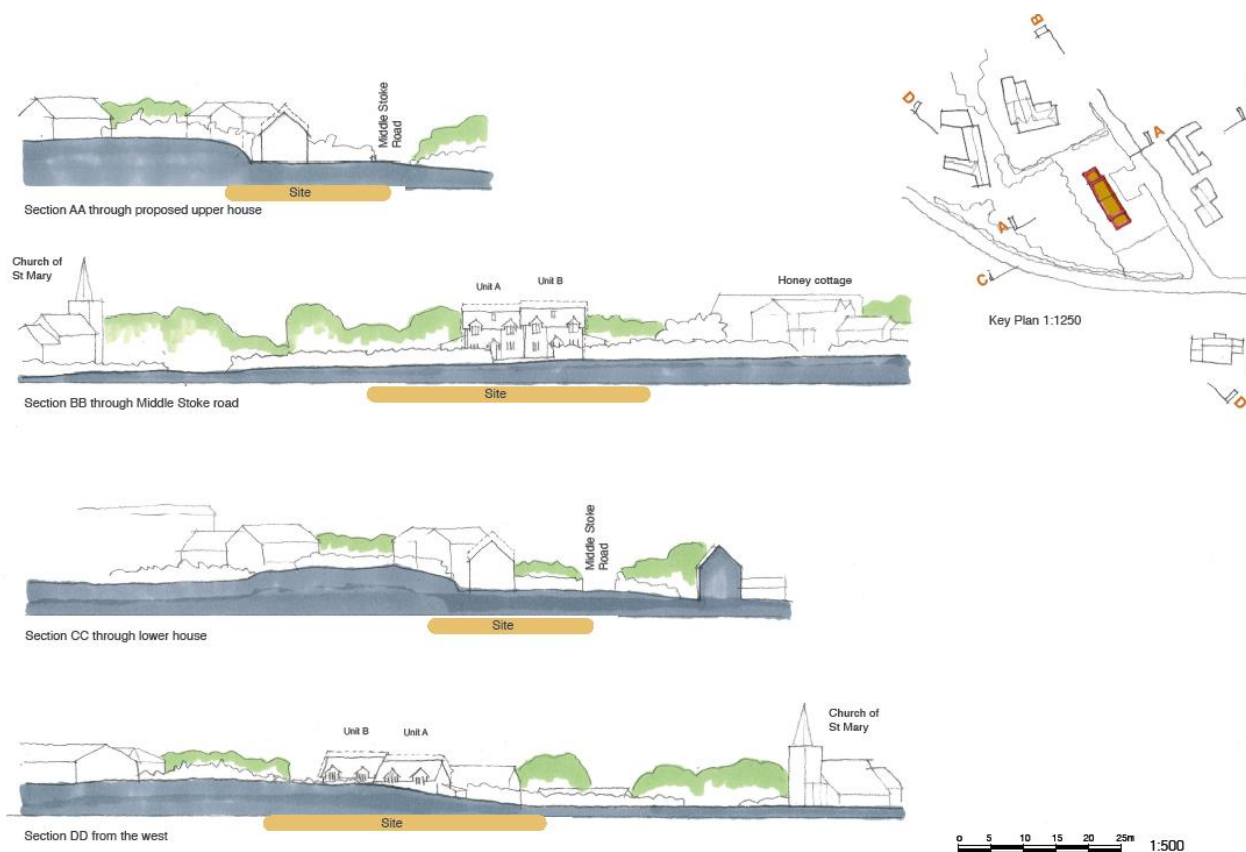 Middle Stoke
Road
Site
Section AA through proposed upper house
B
D
A
A
C
D
Key Plan 1:1250
Church of
St Mary
Unit A
Unit B
Honey cottage
Site
Section BB through Middle Stoke road
Middle Stoke
Road
Site
Section CC through lower house
Unit B
Unit A
Church of
St Mary
Site
Section DD from the west
0 5 10 15 20 25m 1:500